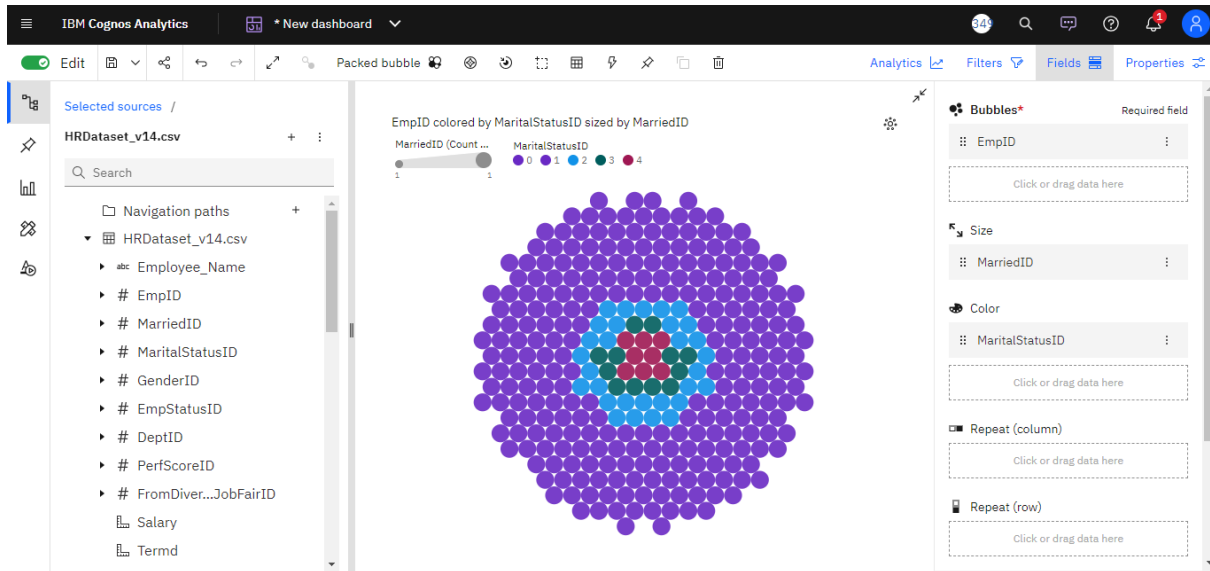 IBM Cognos Analytics
* New dashboard
349
1
Edit
Packed bubble
Analytics
Filters
Fields
Properties
Selected sources /
HRDataset_v14.csv
Search
Navigation paths
HRDataset_v14.csv
abc Employee_Name
# EmpID
# MarriedID
# MaritalStatusID
# GenderID
# EmpStatusID
# DeptID
# PerfScoreID
# FromDiver...JobFairID
Salary
Termd
EmpID colored by MaritalStatusID sized by MarriedID
MarriedID (Count ...
1 1
MaritalStatusID
0 1 2 3 4
Bubbles* Required field
EmpID
Click or drag data here
Size
MarriedID
Color
MaritalStatusID
Click or drag data here
Repeat (column)
Click or drag data here
Repeat (row)
Click or drag data here